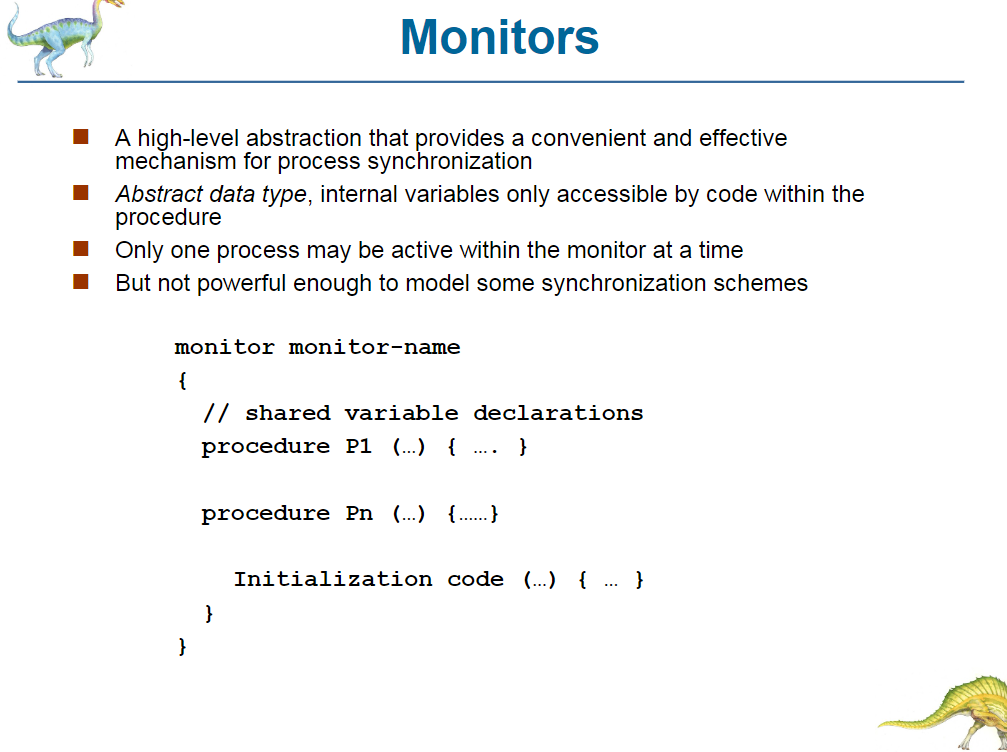 Monitors
A high-level abstraction that provides a convenient and effective
mechanism for process synchronization
Abstract data type, internal variables only accessible by code within the
procedure
Only one process may be active within the monitor at a time
But not powerful enough to model some synchronization schemes
monitor monitor-name
{
// shared variable declarations
procedure P1 (…) { …. }
procedure Pn (…) {……}
Initialization code (…) { … }
}
}